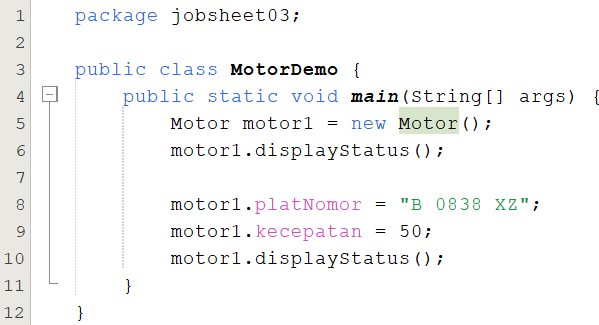 1 package jobsheet03;
2
3 public class MotorDemo {
4 public static void main(String[] args) {
5 Motor motor1 = new Motor();
6 motor1.displayStatus();
7
8 motor1.platNomor = "B 0838 XZ";
9 motor1.kecepatan = 50;
10 motor1.displayStatus();
11 }
12 }